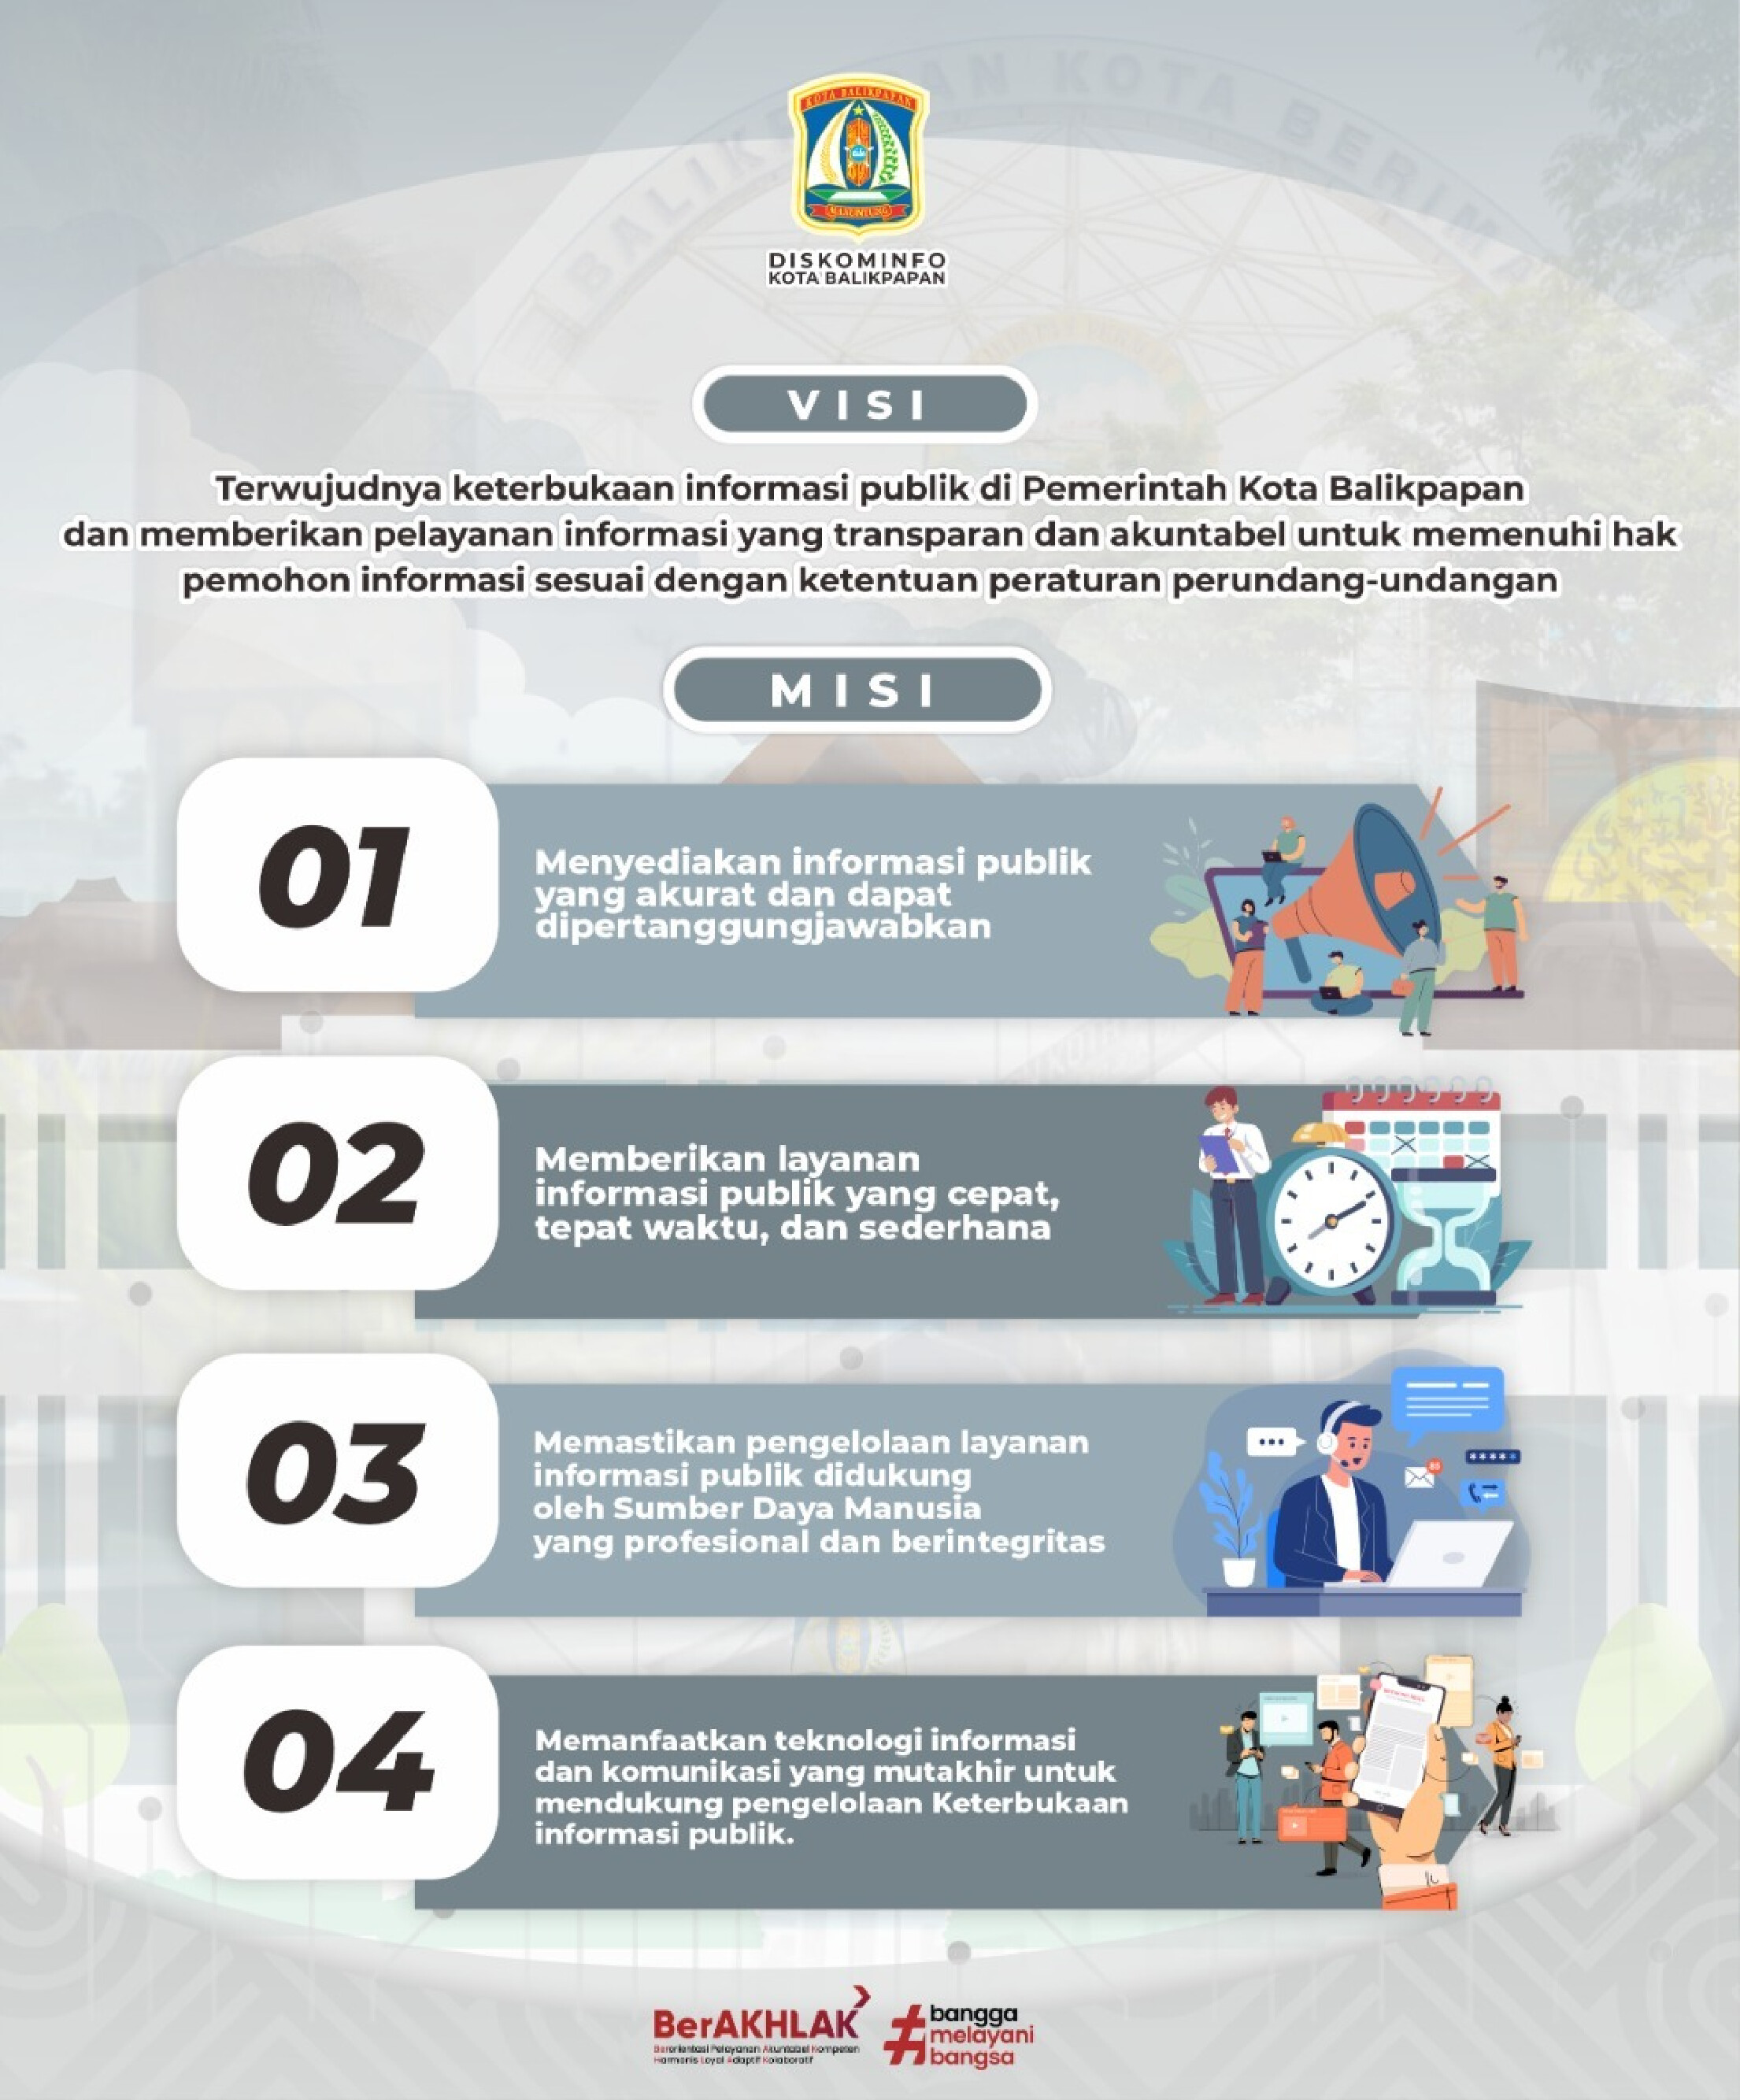 BALIKPAPAN KOTA BERIM
KOTA BALIKPAPAN
DISKOMINFO
KOTA BALIKPAPAN
VISI
Terwujudnya keterbukaan informasi publik di Pemerintah Kota Balikpapan
dan memberikan pelayanan informasi yang transparan dan akuntabel untuk memenuhi hak
pemohon informasi sesuai dengan ketentuan peraturan perundang-undangan
MISI
01
Menyediakan informasi publik
yang akurat dan dapat
dipertanggungjawabkan
02
Memberikan layanan
informasi publik yang cepat,
tepat waktu, dan sederhana
03
Memastikan pengelolaan layanan
informasi publik didukung
oleh Sumber Daya Manusia
yang profesional dan berintegritas
04
Memanfaatkan teknologi informasi
dan komunikasi yang mutakhir untuk
mendukung pengelolaan Keterbukaan
informasi publik.
BerAKHLAK
Berorientasi Pelayanan Akuntabel Kompeten
Harmonis Loyal Adaptif Kolaboratif
#bangga
melayani
bangsa